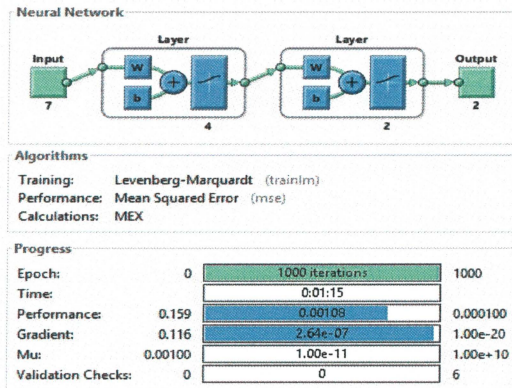 Neural Network
Layer
Layer
Input
W
b
W
b
Output
7
4
2
2
Algorithms
Training: Levenberg-Marquardt (trainlm)
Performance: Mean Squared Error (mse)
Calculations: MEX
Progress
Epoch: 0 1000 iterations 1000
Time: 0:01:15
Performance: 0.159 0.00108 0.000100
Gradient: 0.116 2.64e-07 1.00e-20
Mu: 0.00100 1.00e-11 1.00e+10
Validation Checks: 0 0 6